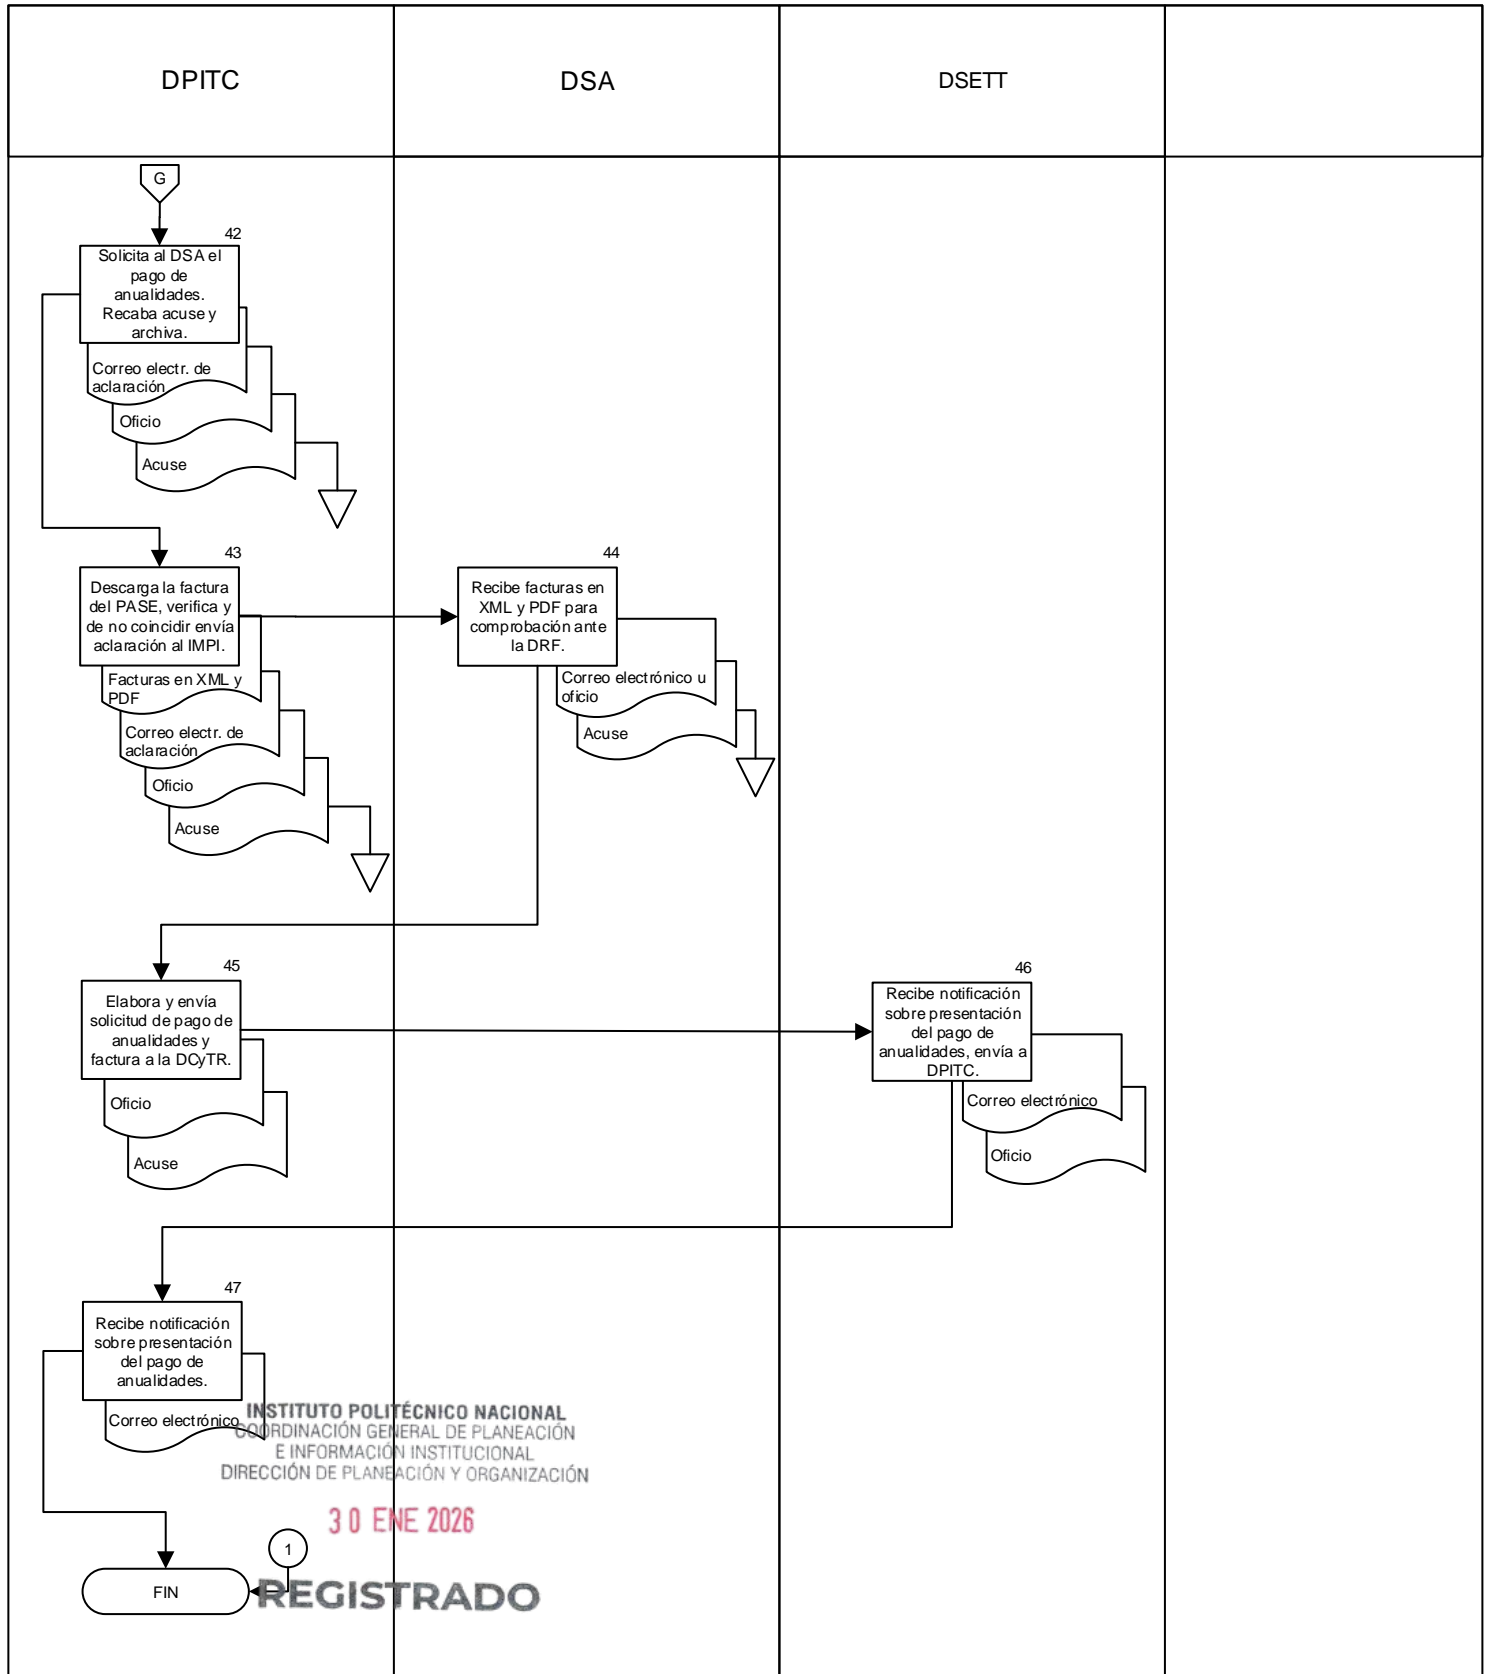 DPITC
DSA
DSETT
G
42
Solicita al DSA el
pago de
anualidades.
Recaba acuse y
archiva.
Correo electr. de
aclaración
Oficio
Acuse
43
Descarga la factura
del PASE, verifica y
de no coincidir envía
aclaración al IMPI.
Facturas en XML y
PDF
Correo electr. de
aclaración
Oficio
Acuse
44
Recibe facturas en
XML y PDF para
comprobación ante
la DRF.
Correo electrónico u
oficio
Acuse
45
Elabora y envía
solicitud de pago de
anualidades y
factura a la DCyTR.
Oficio
Acuse
46
Recibe notificación
sobre presentación
del pago de
anualidades, envía a
DPITC.
Correo electrónico
Oficio
47
Recibe notificación
sobre presentación
del pago de
anualidades.
Correo electrónico
INSTITUTO POLITÉCNICO NACIONAL
COORDINACIÓN GENERAL DE PLANEACIÓN
E INFORMACIÓN INSTITUCIONAL
DIRECCIÓN DE PLANEACIÓN Y ORGANIZACIÓN
30 ENE 2026
1
FIN
REGISTRADO